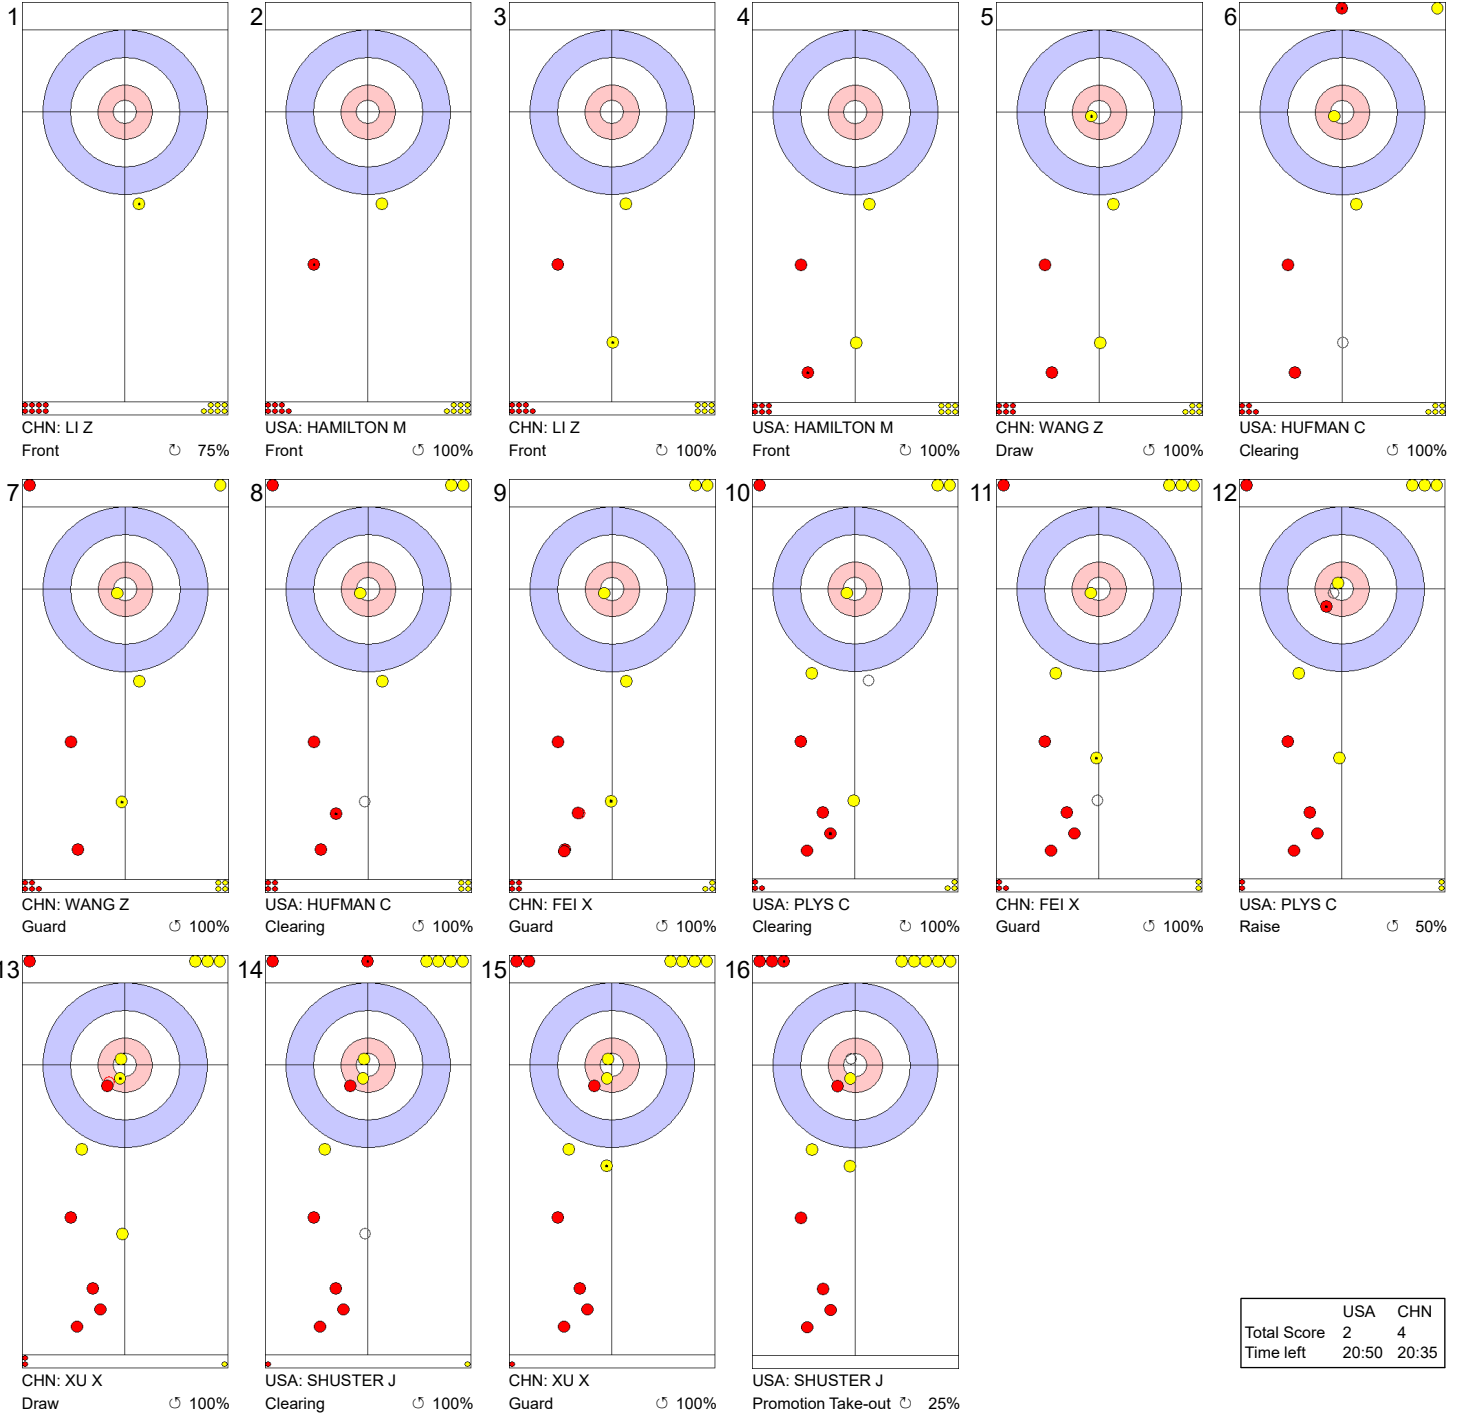 1 2 3 4 5 6
CHN: LI Z USA: HAMILTON M CHN: LI Z USA: HAMILTON M CHN: WANG Z USA: HUFMAN C
Front ↻ 75% Front ↺ 100% Front ↺ 100% Front ↺ 100% Draw ↺ 100% Clearing ↻ 100%
7 8 9 10 11 12
CHN: WANG Z USA: HUFMAN C CHN: FEI X USA: PLYS C CHN: FEI X USA: PLYS C
Guard ↺ 100% Clearing ↺ 100% Guard ↺ 100% Clearing ↻ 100% Guard ↺ 100% Raise ↺ 50%
13 14 15 16
CHN: XU X USA: SHUSTER J CHN: XU X USA: SHUSTER J
Draw ↺ 100% Clearing ↺ 100% Guard ↺ 100% Promotion Take-out ↻ 25%
USA CHN
Total Score 2 4
Time left 20:50 20:35